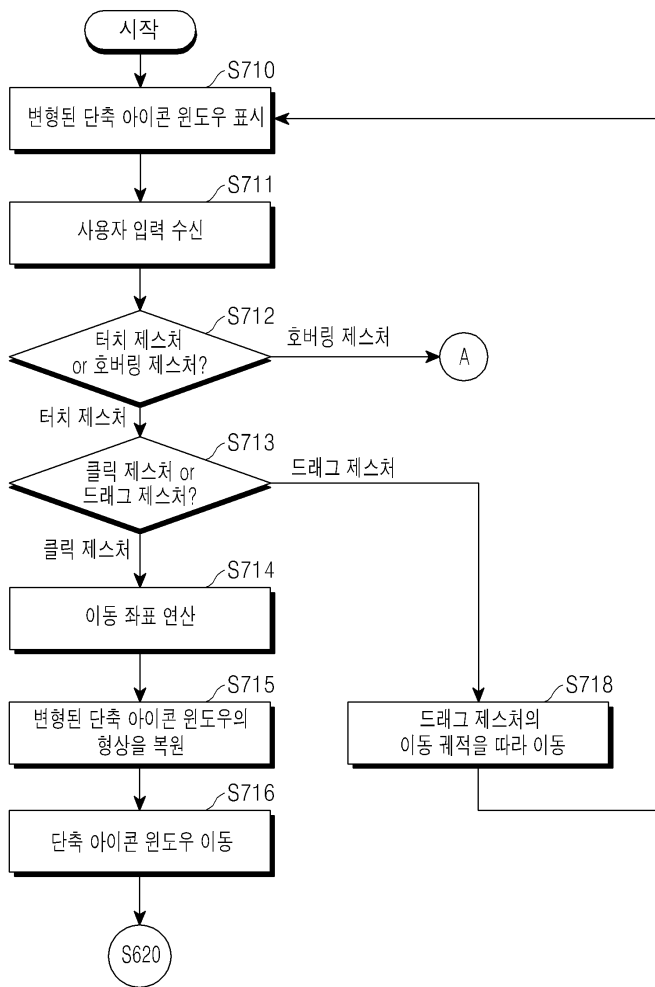 시작
S710
변형된 단축 아이콘 윈도우 표시
S711
사용자 입력 수신
S712
터치 제스처
or 호버링 제스처?
호버링 제스처
A
터치 제스처
S713
클릭 제스처 or
드래그 제스처?
드래그 제스처
클릭 제스처
S714
이동 좌표 연산
S715
변형된 단축 아이콘 윈도우의
형상을 복원
S718
드래그 제스처의
이동 궤적을 따라 이동
S716
단축 아이콘 윈도우 이동
S620